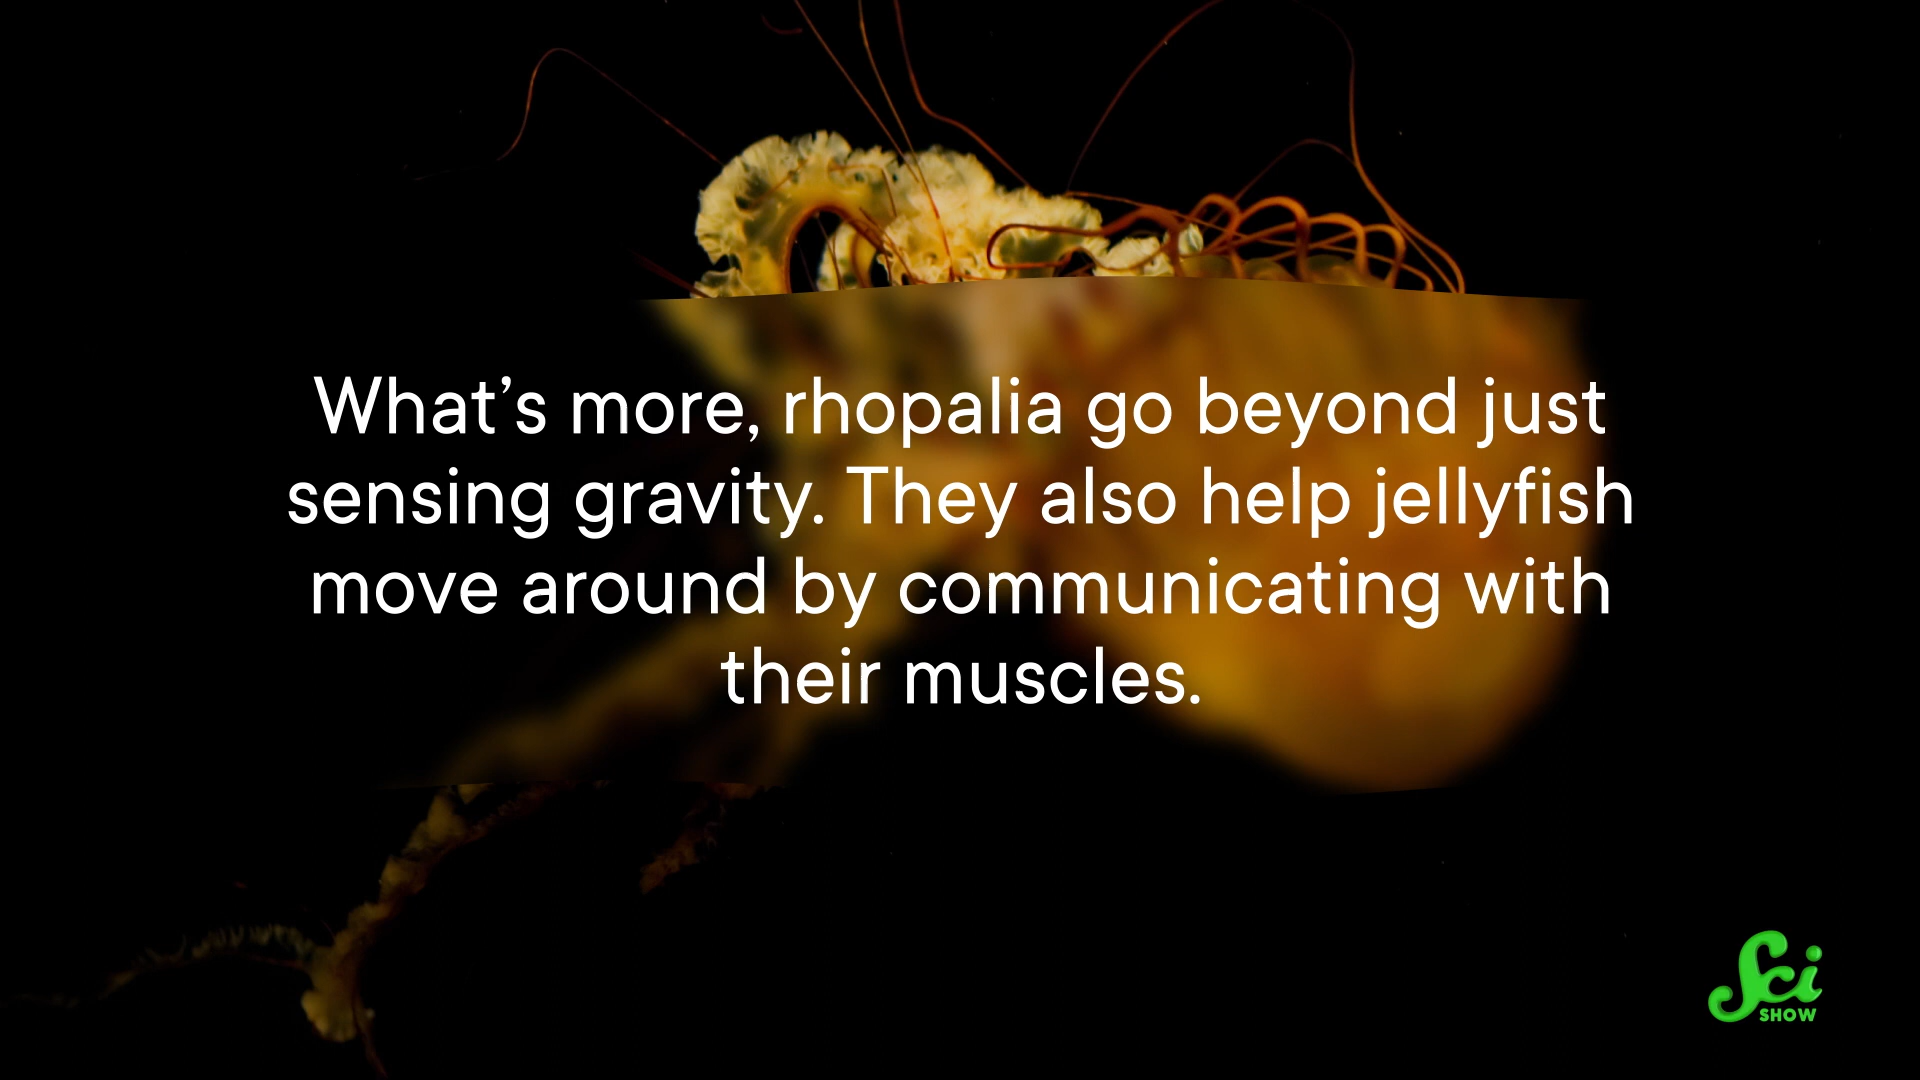 What’s more, rhopalia go beyond just
sensing gravity. They also help jellyfish
move around by communicating with
their muscles.
Sci
SHOW